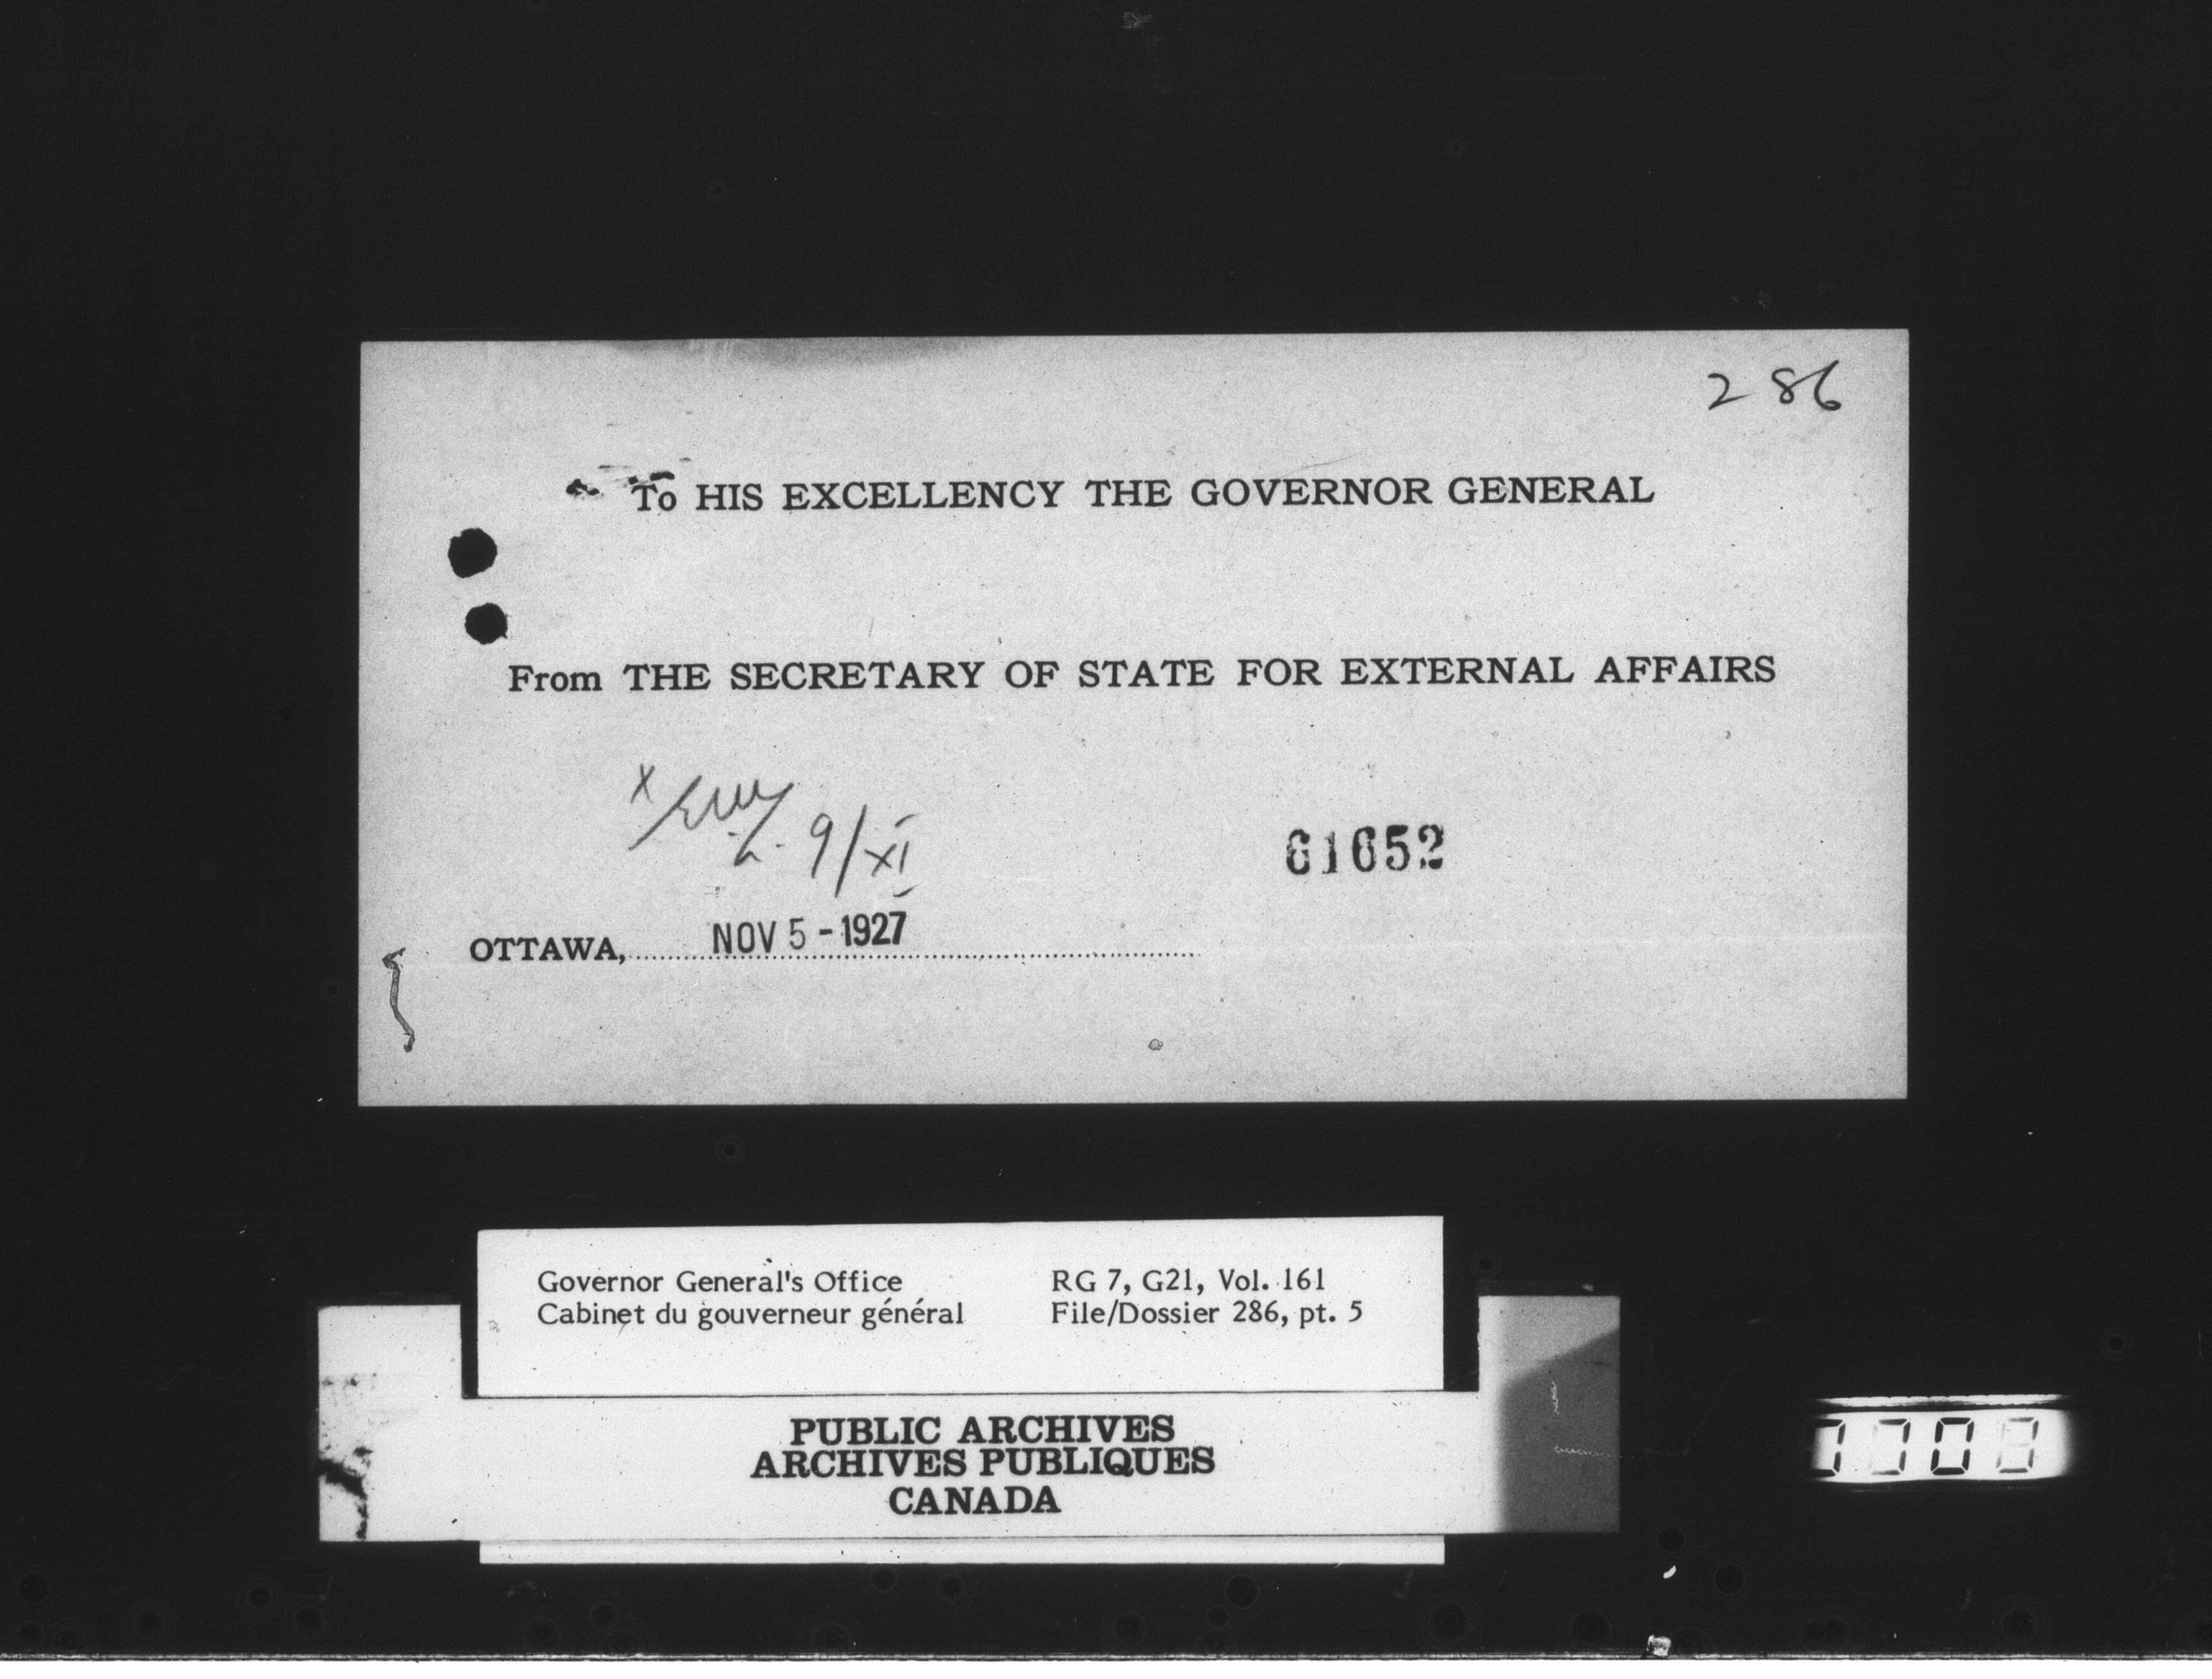 286
To HIS EXCELLENCY THE GOVERNOR GENERAL
From THE SECRETARY OF STATE FOR EXTERNAL AFFAIRS
x
9/XI
61652
OTTAWA, NOV 5 - 1927
Governor General's Office
Cabinet du gouverneur général
RG 7, G21, Vol. 161
File/Dossier 286, pt. 5
PUBLIC ARCHIVES
ARCHIVES PUBLIQUES
CANADA